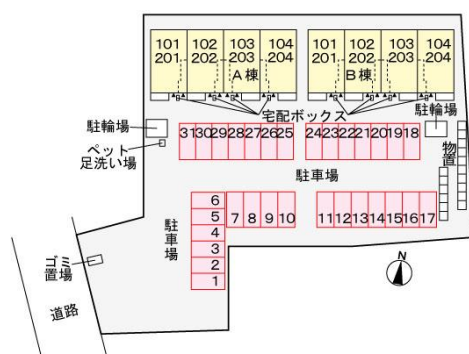 101 102 103 104 101 102 103 104
201 202 203 204 201 202 203 204
A棟 B棟
宅配ボックス
駐輪場
駐輪場
31 30 29 28 27 26 25 24 23 22 21 20 19 18
ペット
足洗い場
物置
駐車場
6
5
4
3
2
1
7 8 9 10 11 12 13 14 15 16 17
駐車場
ゴミ
置場
道路
N